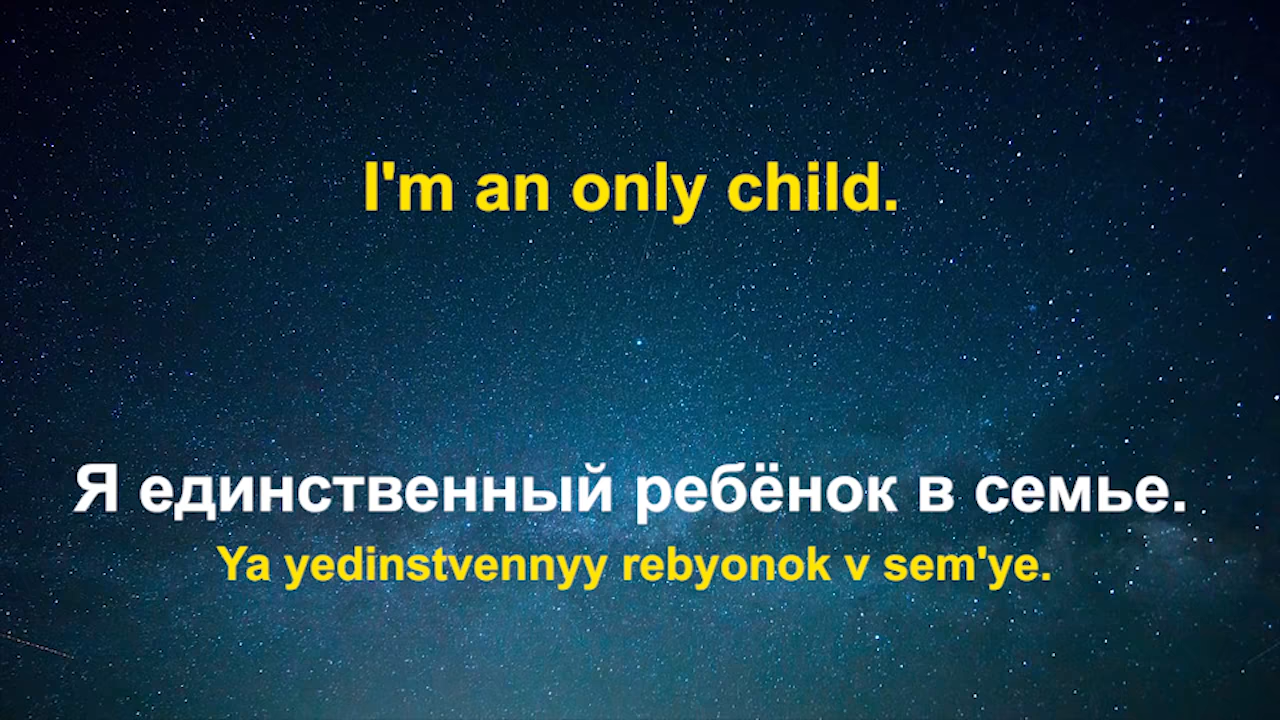 I'm an only child.
Я единственный ребёнок в семье.
Ya yedinstvennyy rebyonok v sem'ye.